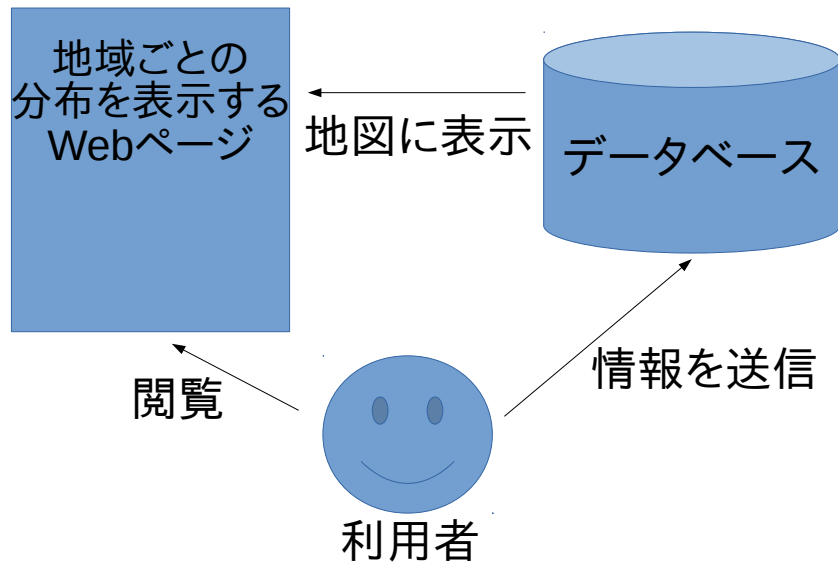 地域ごとの
分布を表示する
Webページ
地図に表示
データベース
情報を送信
閲覧
利用者